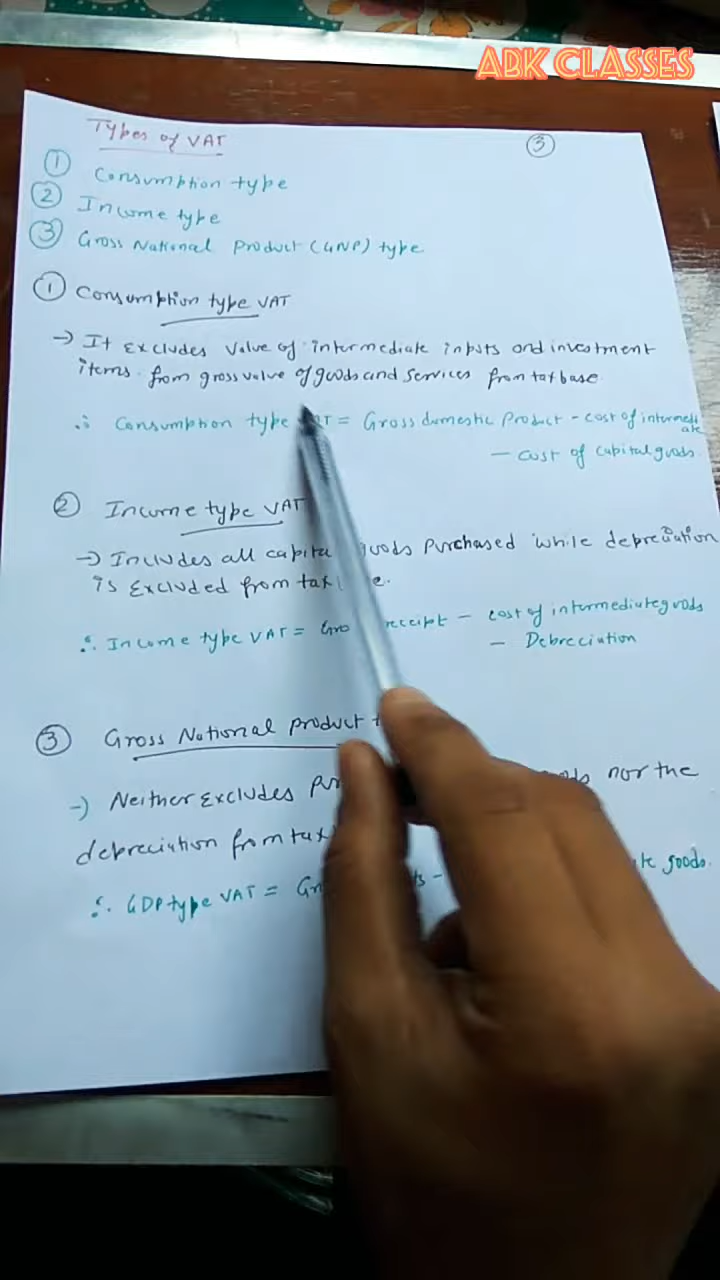 ABK CLASSES
Types of VAT
3
1 Consumption type
2 Income type
3 Gross National Product (GNP) type
1 Consumption type VAT
→ It excludes value of intermediate inputs and investment
items from gross value of goods and services from tax base.
∴ Consumption type = Gross domestic Product - cost of intermediate
- cost of capital goods.
2 Income type VAT
→ Includes all goods purchased while depreciation
is excluded from
∴ Income type VAT = receipt - cost of intermediate goods
- Depreciation
3 Gross National product
→ Neither excludes nor the
depreciation from
∴ GDP type VAT = - goods.